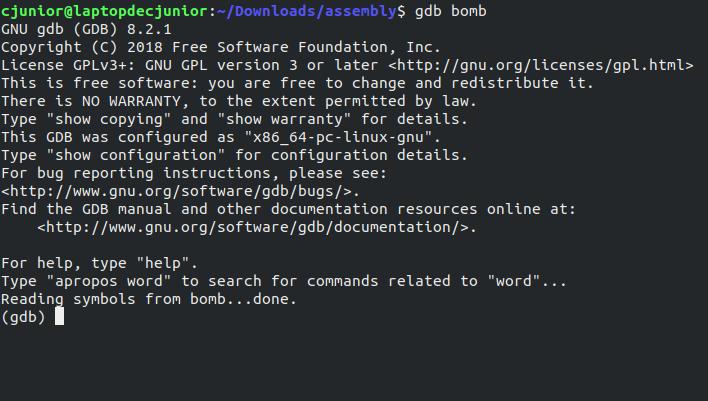 cjunior@laptopdecjunior:~/Downloads/assembly$ gdb bomb
GNU gdb (GDB) 8.2.1
Copyright (C) 2018 Free Software Foundation, Inc.
License GPLv3+: GNU GPL version 3 or later <http://gnu.org/licenses/gpl.html>
This is free software: you are free to change and redistribute it.
There is NO WARRANTY, to the extent permitted by law.
Type "show copying" and "show warranty" for details.
This GDB was configured as "x86_64-pc-linux-gnu".
Type "show configuration" for configuration details.
For bug reporting instructions, please see:
<http://www.gnu.org/software/gdb/bugs/>.
Find the GDB manual and other documentation resources online at:
    <http://www.gnu.org/software/gdb/documentation/>.

For help, type "help".
Type "apropos word" to search for commands related to "word"...
Reading symbols from bomb...done.
(gdb)